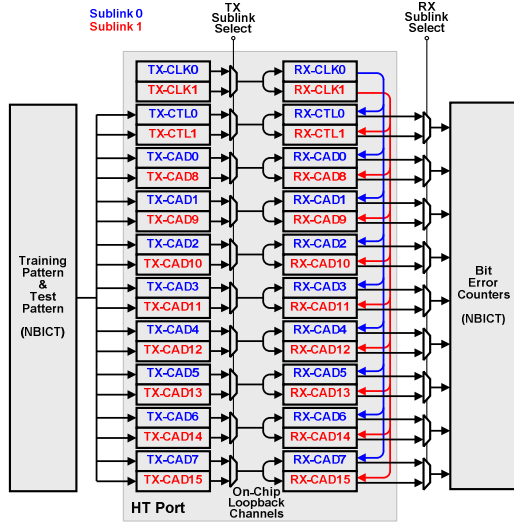 Sublink 0
Sublink 1
TX
Sublink
Select
RX
Sublink
Select
TX-CLK0
TX-CLK1
RX-CLK0
RX-CLK1
TX-CTL0
TX-CTL1
RX-CTL0
RX-CTL1
TX-CAD0
TX-CAD8
RX-CAD0
RX-CAD8
TX-CAD1
TX-CAD9
RX-CAD1
RX-CAD9
TX-CAD2
TX-CAD10
RX-CAD2
RX-CAD10
TX-CAD3
TX-CAD11
RX-CAD3
RX-CAD11
TX-CAD4
TX-CAD12
RX-CAD4
RX-CAD12
TX-CAD5
TX-CAD13
RX-CAD5
RX-CAD13
TX-CAD6
TX-CAD14
RX-CAD6
RX-CAD14
TX-CAD7
TX-CAD15
RX-CAD7
RX-CAD15
Training
Pattern
&
Test
Pattern
(NBICT)
Bit
Error
Counters
(NBICT)
HT Port
On-Chip
Loopback
Channels